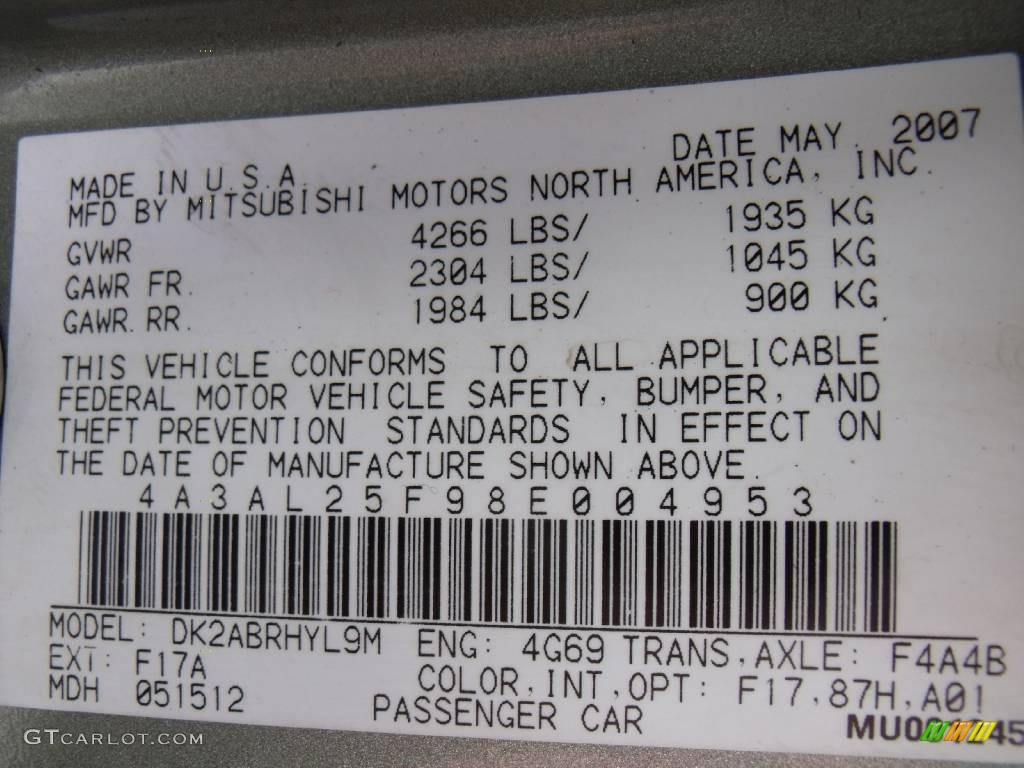 DATE MAY. 2007
MADE IN U.S.A.
MFD BY MITSUBISHI MOTORS NORTH AMERICA, INC.
GVWR 4266 LBS/ 1935 KG
GAWR FR. 2304 LBS/ 1045 KG
GAWR.RR. 1984 LBS/ 900 KG
THIS VEHICLE CONFORMS TO ALL APPLICABLE
FEDERAL MOTOR VEHICLE SAFETY, BUMPER, AND
THEFT PREVENTION STANDARDS IN EFFECT ON
THE DATE OF MANUFACTURE SHOWN ABOVE.
4A3AL25F98E004953
MODEL: DK2ABRHYL9M ENG: 4G69 TRANS,AXLE: F4A4B
EXT: F17A COLOR,INT,OPT: F17,87H,A01
MDH 051512 PASSENGER CAR
GTCARLOT.COM